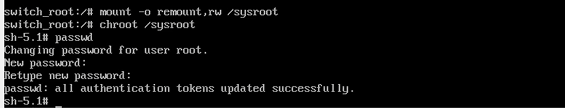 switch_root:/# mount -o remount,rw /sysroot
switch_root:/# chroot /sysroot
sh-5.1# passwd
Changing password for user root.
New password:
Retype new password:
passwd: all authentication tokens updated successfully.
sh-5.1# _